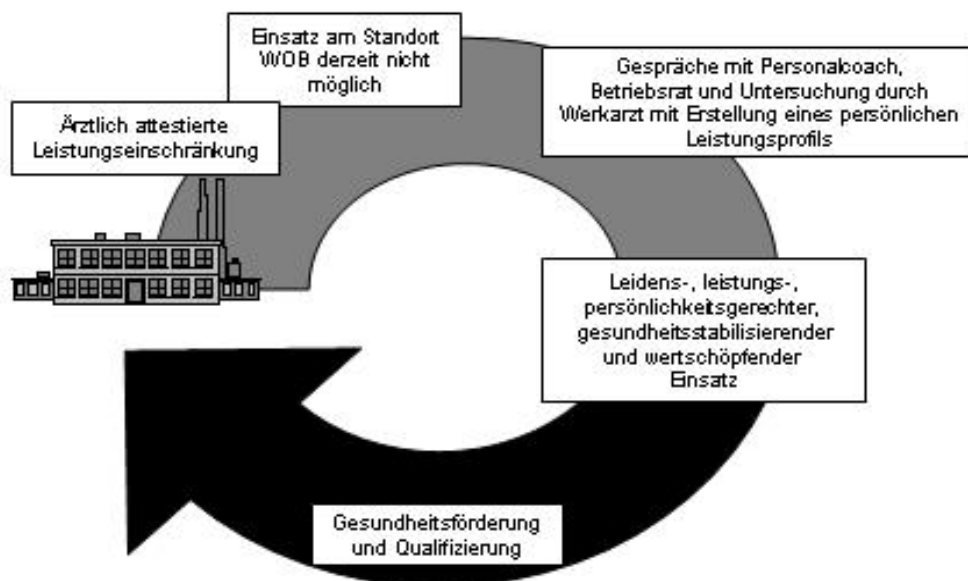 Einsatz am Standort
WOB derzeit nicht
möglich
Gespräche mit Personalcoach,
Betriebsrat und Untersuchung durch
Werkarzt mit Erstellung eines persönlichen
Leistungsprofils
Ärztlich attestierte
Leistungseinschränkung
Leidens-, leistungs-,
persönlichkeitsgerechter,
gesundheitsstabilisierender
und wertschöpfender
Einsatz
Gesundheitsförderung
und Qualifizierung